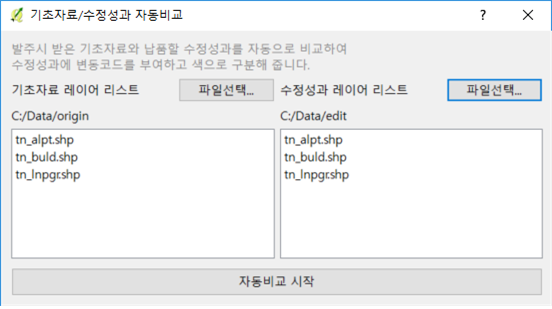 기초자료/수정성과 자동비교
발주시 받은 기초자료와 납품할 수정성과를 자동으로 비교하여
수정성과에 변동코드를 부여하고 색으로 구분해 줍니다.
기초자료 레이어 리스트 파일선택... 수정성과 레이어 리스트 파일선택...
C:/Data/origin C:/Data/edit
tn_alpt.shp tn_alpt.shp
tn_buld.shp tn_buld.shp
tn_lnpgr.shp tn_lnpgr.shp
자동비교 시작